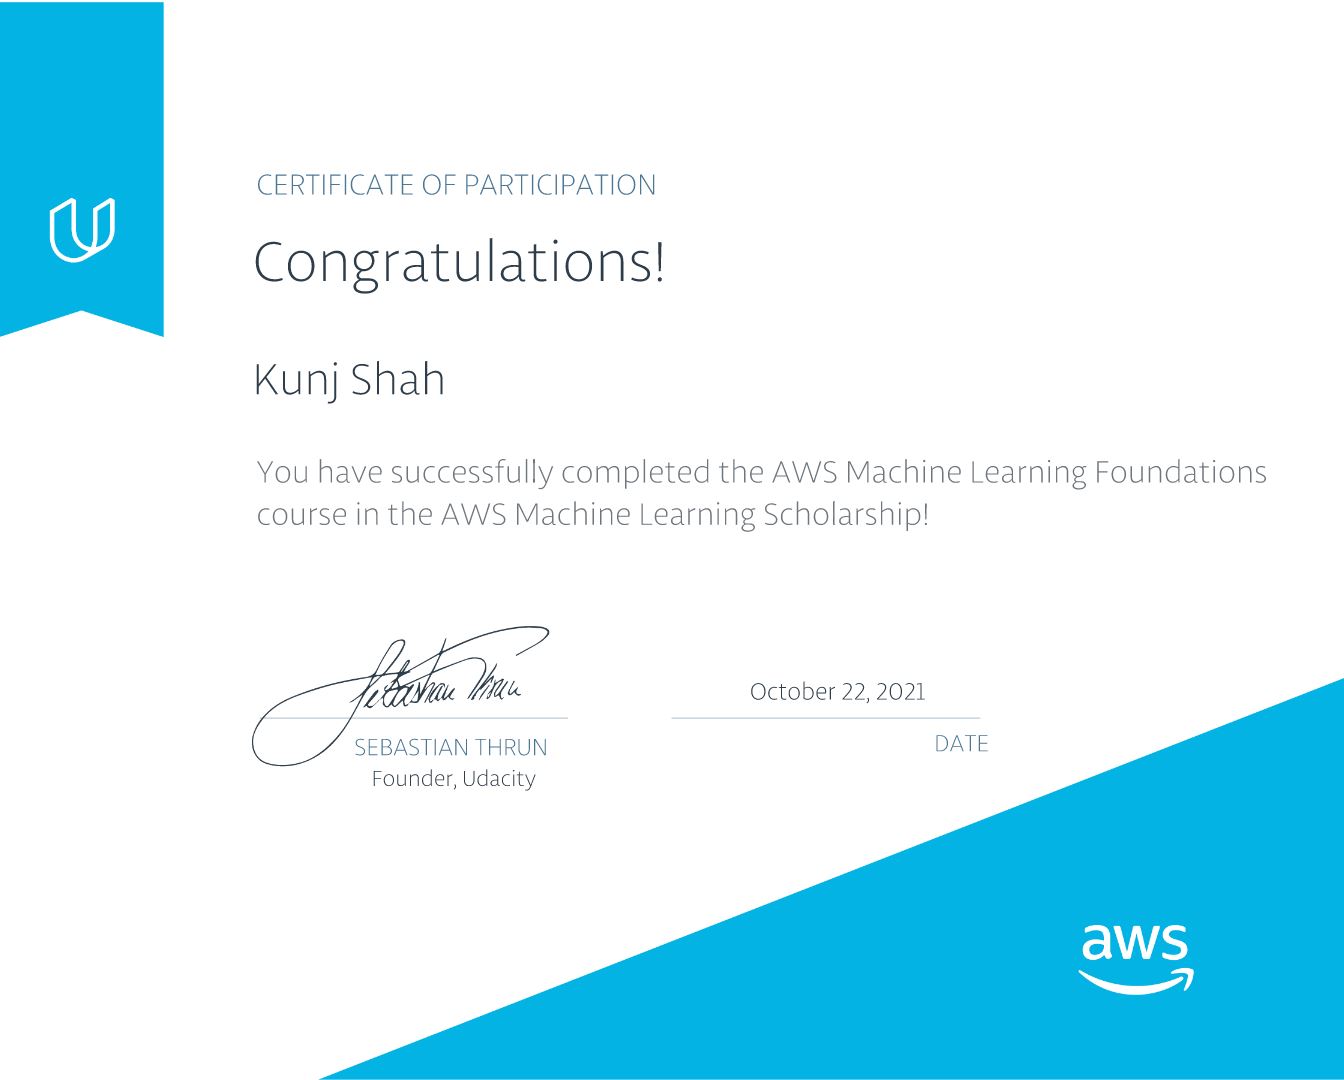 CERTIFICATE OF PARTICIPATION
Congratulations!
Kunj Shah
You have successfully completed the AWS Machine Learning Foundations
course in the AWS Machine Learning Scholarship!
Sebastian Thrun
October 22, 2021
SEBASTIAN THRUN
DATE
Founder, Udacity
aws